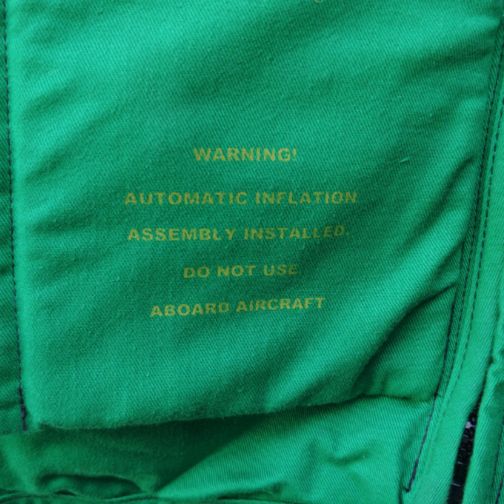 WARNING!
AUTOMATIC INFLATION
ASSEMBLY INSTALLED.
DO NOT USE
ABOARD AIRCRAFT